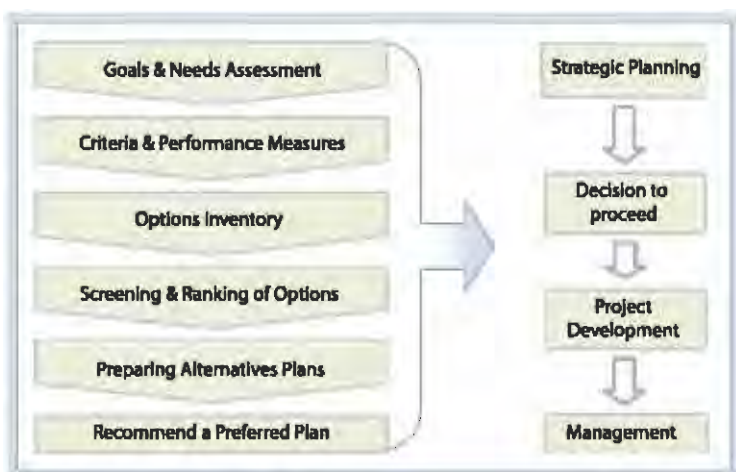 Goals & Needs Assessment
Criteria & Performance Measures
Options Inventory
Screening & Ranking of Options
Preparing Alternatives Plans
Recommend a Preferred Plan
Strategic Planning
Decision to
proceed
Project
Development
Management